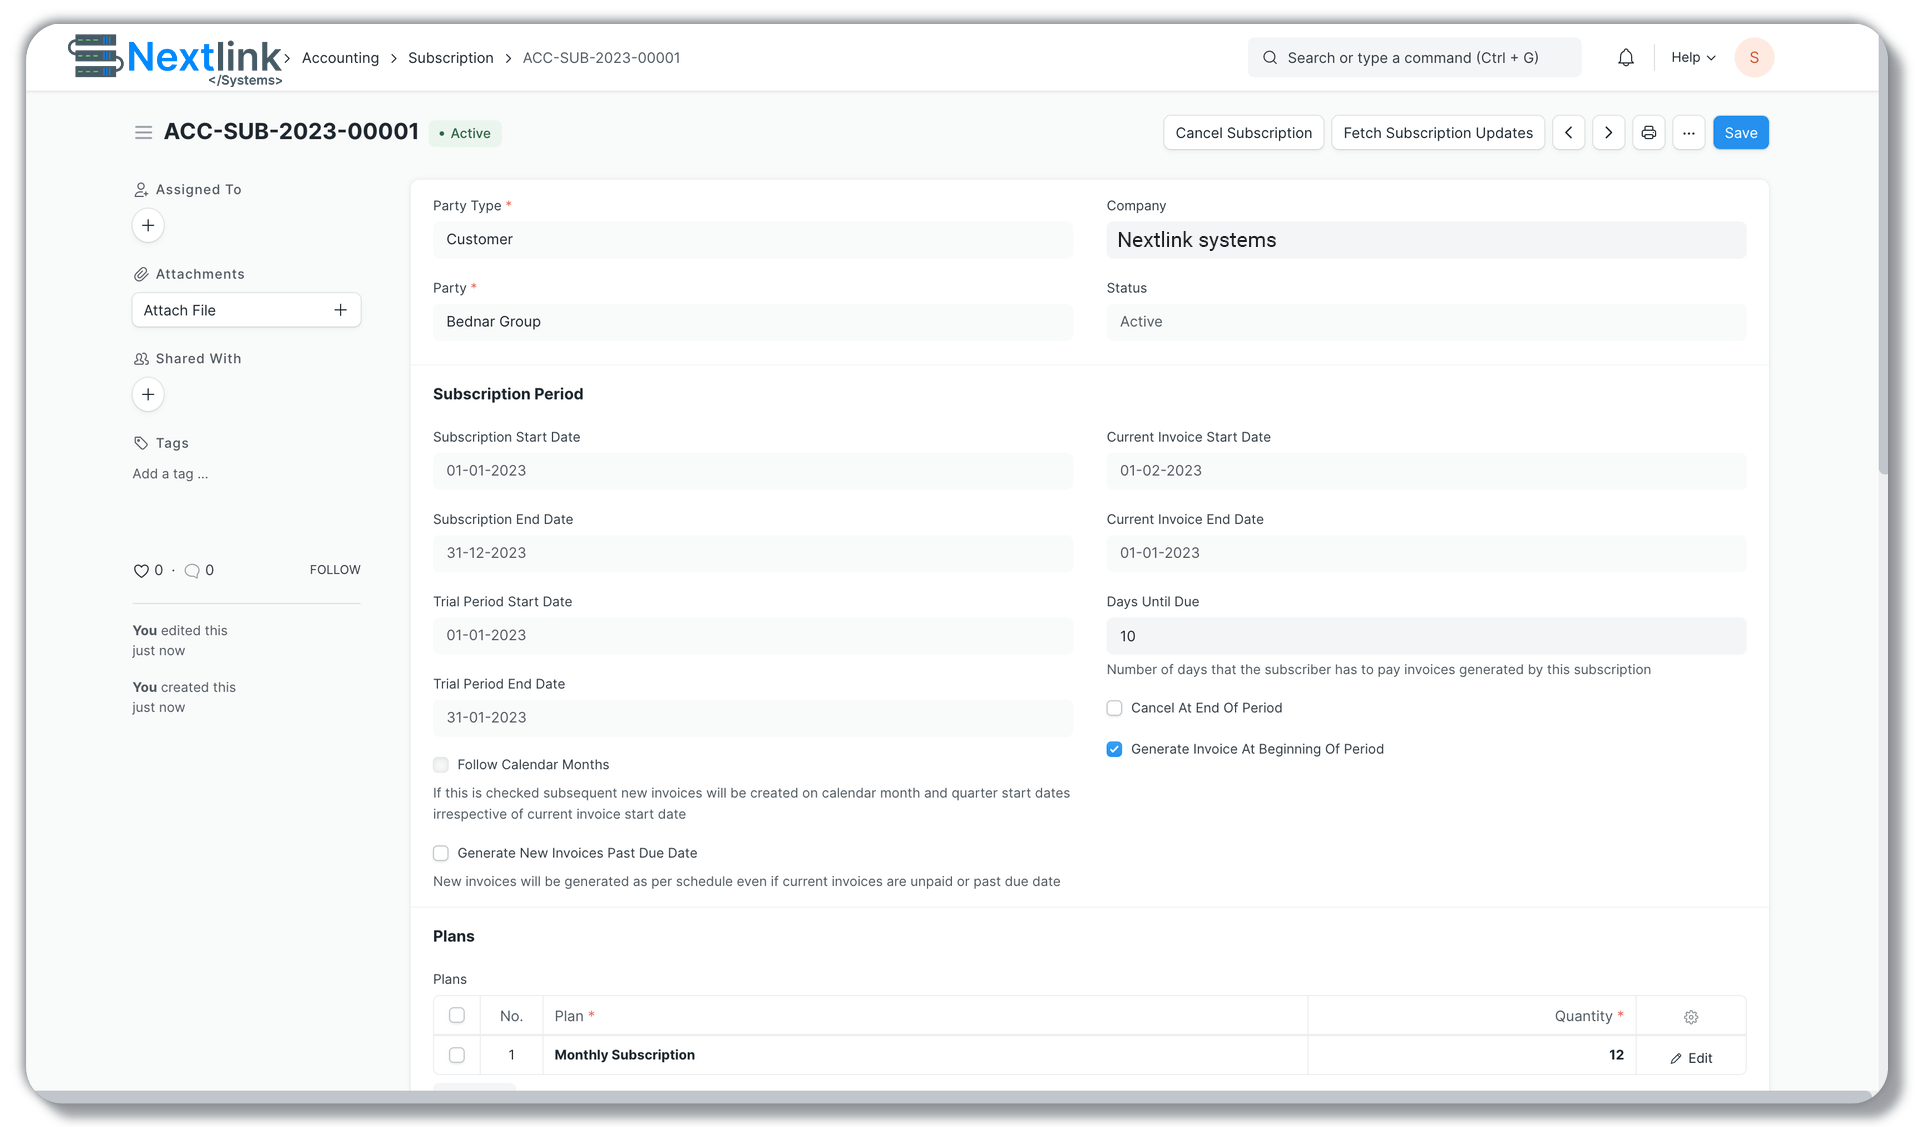 Nextlink
</Systems>
Accounting
Subscription
ACC-SUB-2023-00001
Search or type a command (Ctrl + G)
Help
S
ACC-SUB-2023-00001
• Active
Cancel Subscription
Fetch Subscription Updates
Save
Assigned To
Attachments
Attach File
Shared With
Tags
Add a tag ...
0 · 0
FOLLOW
You edited this
just now
You created this
just now
Party Type *
Customer
Company
Nextlink systems
Party *
Bednar Group
Status
Active
Subscription Period
Subscription Start Date
01-01-2023
Current Invoice Start Date
01-02-2023
Subscription End Date
31-12-2023
Current Invoice End Date
01-01-2023
Trial Period Start Date
01-01-2023
Days Until Due
10
Number of days that the subscriber has to pay invoices generated by this subscription
Trial Period End Date
31-01-2023
Cancel At End Of Period
Generate Invoice At Beginning Of Period
Follow Calendar Months
If this is checked subsequent new invoices will be created on calendar month and quarter start dates
irrespective of current invoice start date
Generate New Invoices Past Due Date
New invoices will be generated as per schedule even if current invoices are unpaid or past due date
Plans
Plans
No. Plan * Quantity *
1 Monthly Subscription 12 Edit